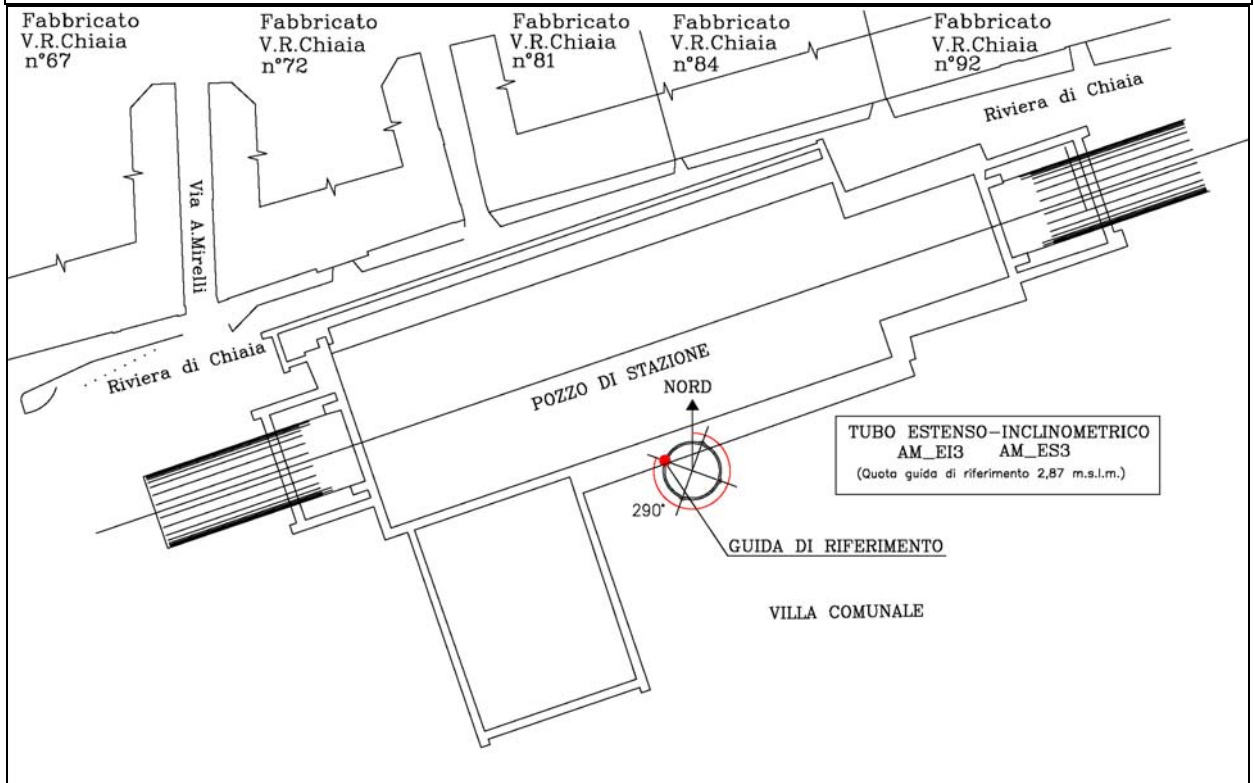 Fabbricato
V.R.Chiaia
n°67
Fabbricato
V.R.Chiaia
n°72
Fabbricato
V.R.Chiaia
n°81
Fabbricato
V.R.Chiaia
n°84
Fabbricato
V.R.Chiaia
n°92
Riviera di Chiaia
Via A.Mirelli
Riviera di Chiaia
POZZO DI STAZIONE
NORD
TUBO ESTENSO-INCLINOMETRICO
AM_EI3 AM_ES3
(Quota guida di riferimento 2,87 m.s.l.m.)
290°
GUIDA DI RIFERIMENTO
VILLA COMUNALE